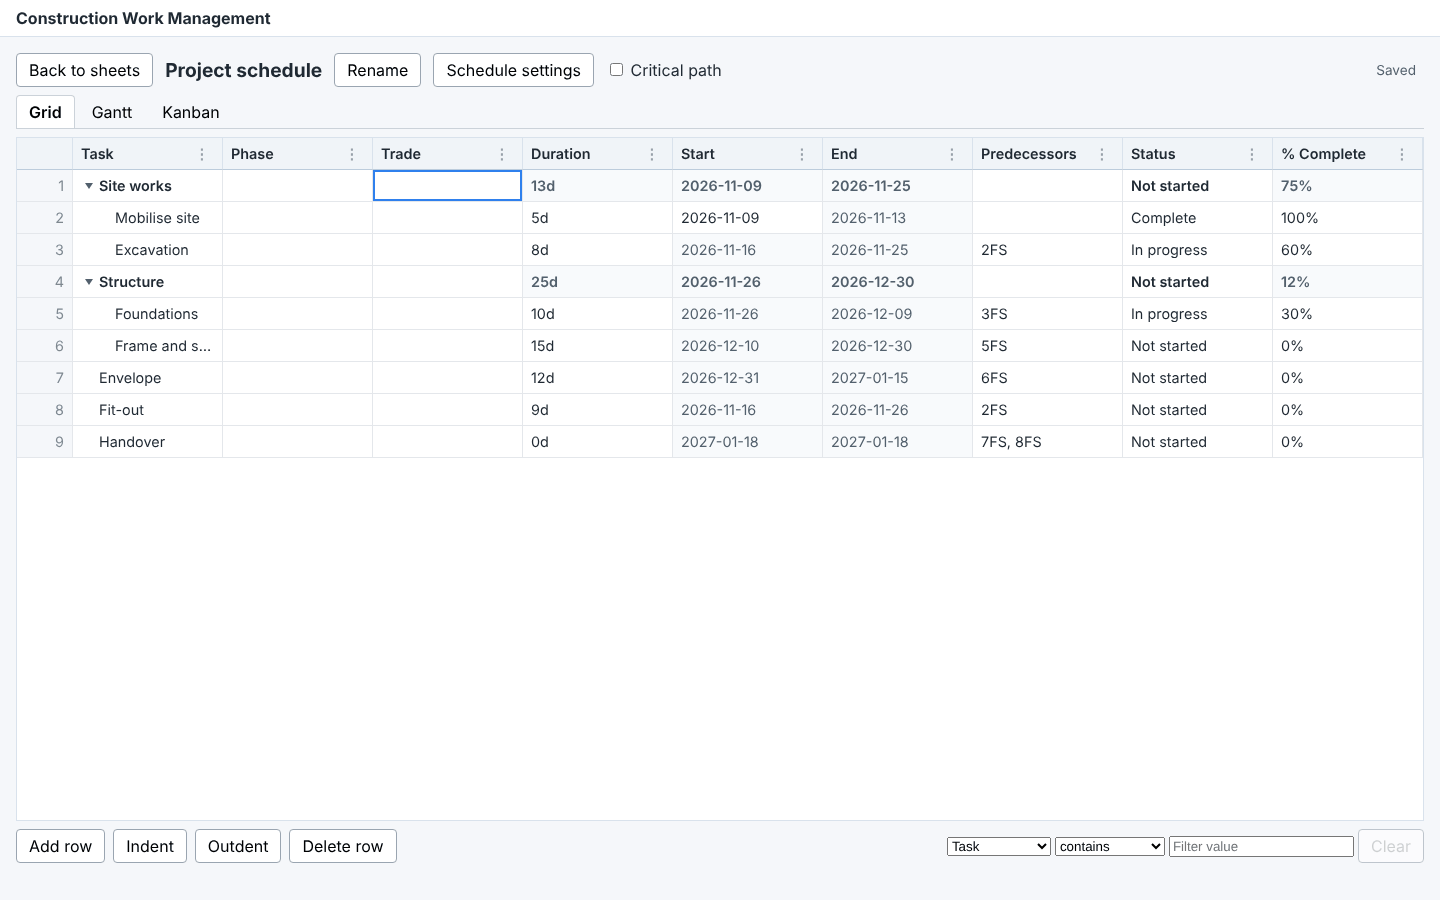 Construction Work Management
Back to sheets Project schedule Rename Schedule settings Critical path Saved
Grid Gantt Kanban
Task Phase Trade Duration Start End Predecessors Status % Complete
1 Site works 13d 2026-11-09 2026-11-25 Not started 75%
2 Mobilise site 5d 2026-11-09 2026-11-13 Complete 100%
3 Excavation 8d 2026-11-16 2026-11-25 2FS In progress 60%
4 Structure 25d 2026-11-26 2026-12-30 Not started 12%
5 Foundations 10d 2026-11-26 2026-12-09 3FS In progress 30%
6 Frame and s... 15d 2026-12-10 2026-12-30 5FS Not started 0%
7 Envelope 12d 2026-12-31 2027-01-15 6FS Not started 0%
8 Fit-out 9d 2026-11-16 2026-11-26 2FS Not started 0%
9 Handover 0d 2027-01-18 2027-01-18 7FS, 8FS Not started 0%
Add row Indent Outdent Delete row Task contains Filter value Clear